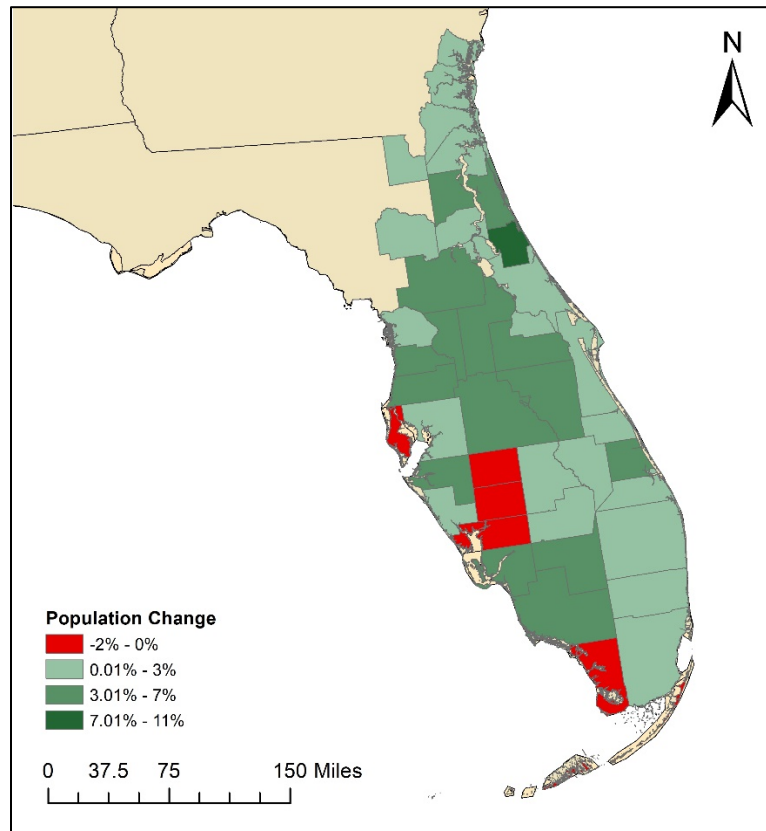 N
Population Change
-2% - 0%
0.01% - 3%
3.01% - 7%
7.01% - 11%
0 37.5 75 150 Miles